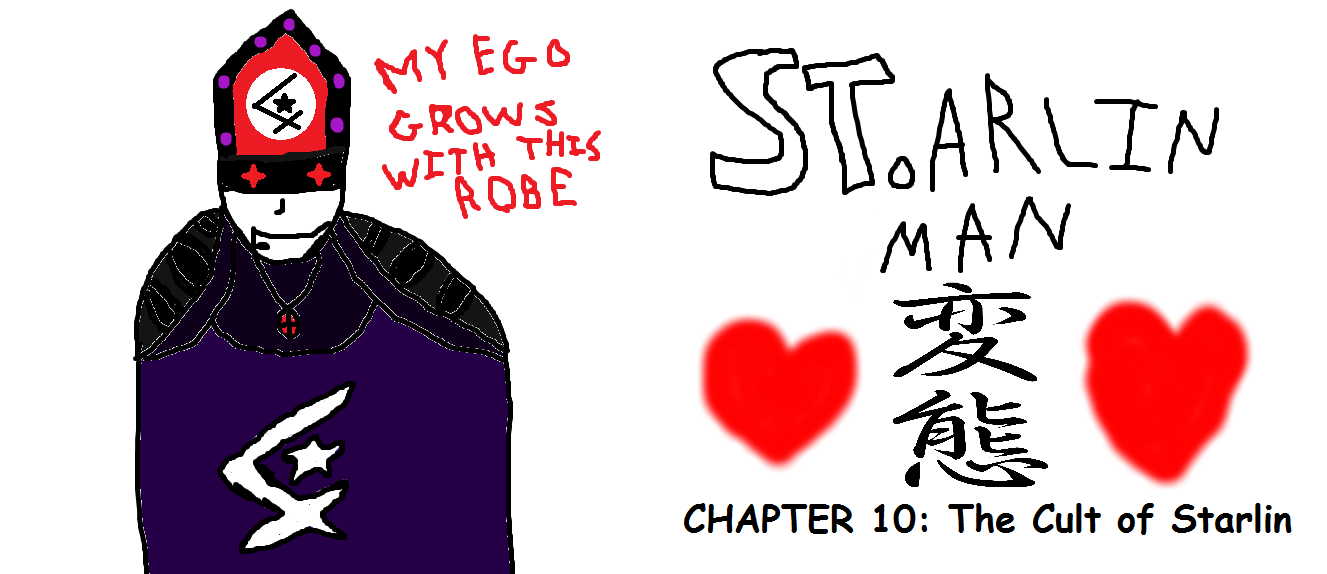 MY EGO
GROWS
WITH THIS
ROBE
ST.ARLIN
MAN
変
態
CHAPTER 10: The Cult of Starlin